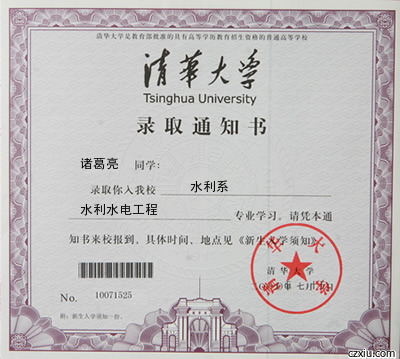 清华大学是教育部批准的具有高等学历教育招生资格的普通高等学校
清華大学
Tsinghua University
录取通知书
诸葛亮 同学:
录取你入我校 水利系
水利水电工程 专业学习。请凭本通
知书来校报到。具体时间、地点见《新生入学须知》。
清华大学
年七月 日
No. 10071525
附:新生入学须知一份。
czxiu.com